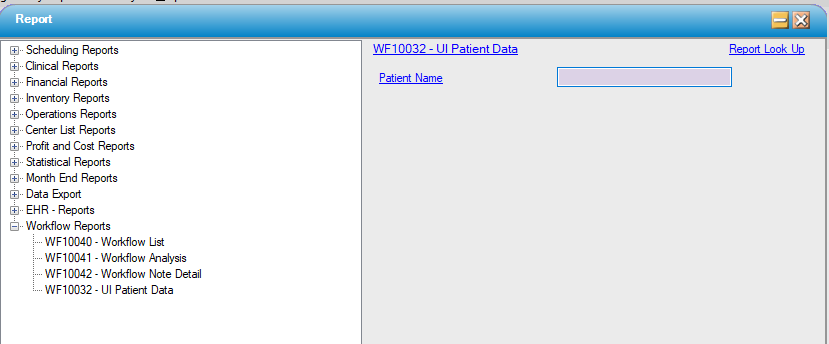 Report
Scheduling Reports
Clinical Reports
Financial Reports
Inventory Reports
Operations Reports
Center List Reports
Profit and Cost Reports
Statistical Reports
Month End Reports
Data Export
EHR - Reports
Workflow Reports
WF10040 - Workflow List
WF10041 - Workflow Analysis
WF10042 - Workflow Note Detail
WF10032 - UI Patient Data
WF10032 - UI Patient Data
Report Look Up
Patient Name